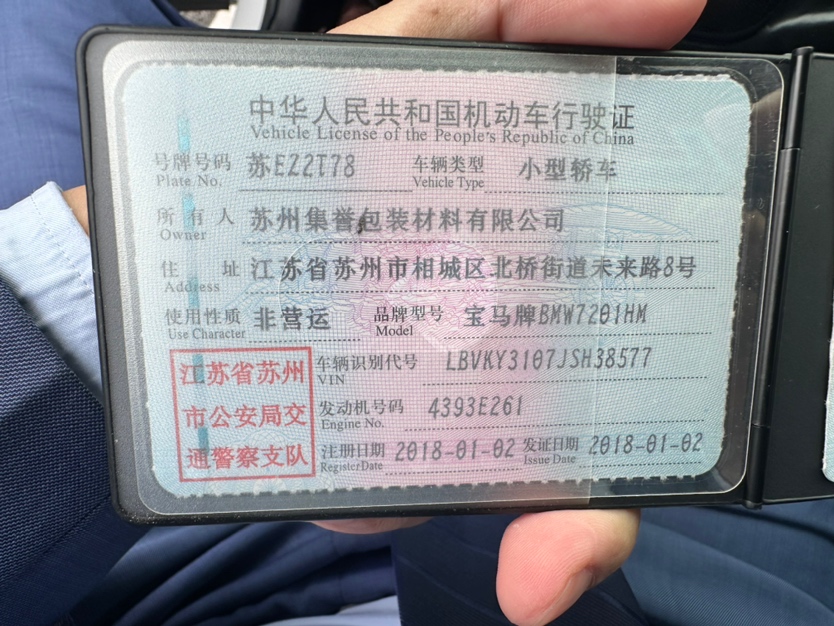 中华人民共和国机动车行驶证
Vehicle License of the People's Republic of China
号牌号码 苏EZ2T78 车辆类型 小型轿车
Plate No. Vehicle Type
所有人 苏州集誉包装材料有限公司
Owner
住址 江苏省苏州市相城区北桥街道未来路8号
Address
使用性质 非营运 品牌型号 宝马牌BMW7201HM
Use Character Model
江苏省苏州
市公安局交
通警察支队
车辆识别代号 LBVKY3107JSH38577
VIN
发动机号码 4393E261
Engine No.
注册日期 2018-01-02 发证日期 2018-01-02
Register Date Issue Date